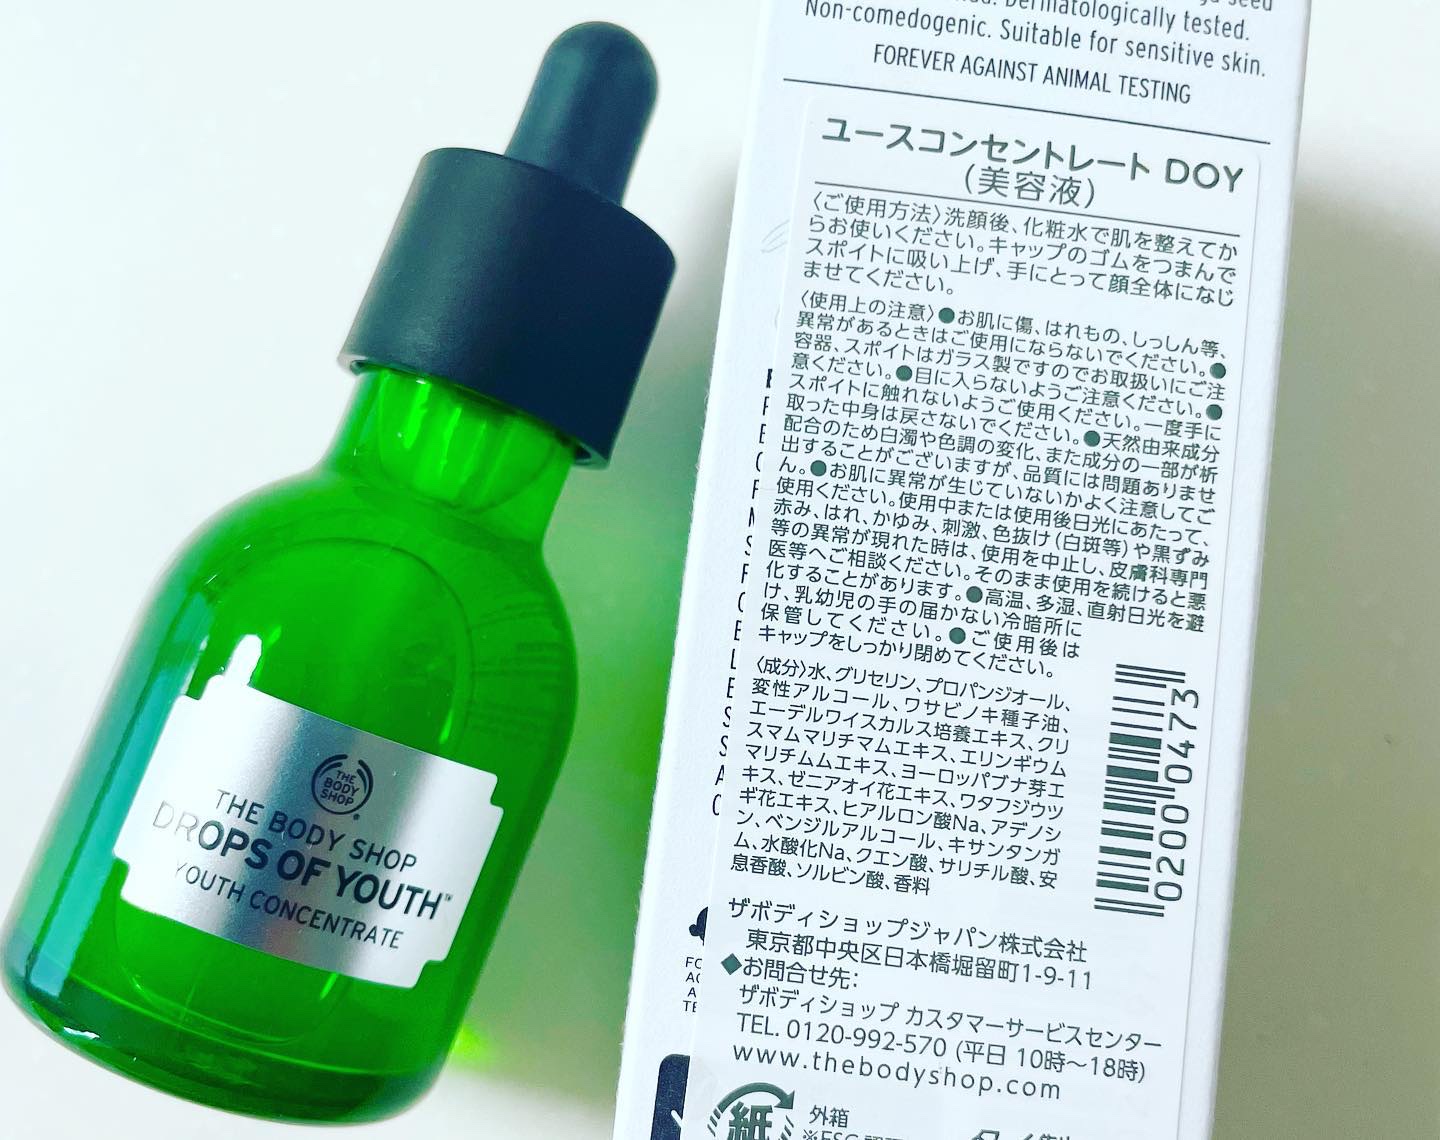 THE
BODY
SHOP
THE BODY SHOP
DROPS OF YOUTH™
YOUTH CONCENTRATE
seed
Dermatologically tested.
Non-comedogenic. Suitable for sensitive skin.
FOREVER AGAINST ANIMAL TESTING
ユースコンセントレート DOY
(美容液)
〈ご使用方法〉洗顔後、化粧水で肌を整えてか
らお使いください。キャップのゴムをつまんで
スポイトに吸い上げ、手にとって顔全体になじ
ませてください。
〈使用上の注意〉●お肌に傷、はれもの、しっしん等、
異常があるときはご使用にならないでください。●
容器、スポイトはガラス製ですのでお取扱いにご注
意ください。●目に入らないようご注意ください。●
スポイトに触れないようご使用ください。一度手に
取った中身は戻さないでください。●天然由来成分
配合のため白濁や色調の変化、また成分の一部が析
出することがございますが、品質には問題ありませ
ん。●お肌に異常が生じていないかよく注意してご
使用ください。使用中または使用後日光にあたって、
赤み、はれ、かゆみ、刺激、色抜け(白斑等)や黒ずみ
等の異常が現れた時は、使用を中止し、皮膚科専門
医等へご相談ください。そのまま使用を続けると悪
化することがあります。●高温、多湿、直射日光を避
け、乳幼児の手の届かない冷暗所に
保管してください。●ご使用後は
キャップをしっかり閉めてください。
〈成分〉水、グリセリン、プロパンジオール、
変性アルコール、ワサビノキ種子油、
エーデルワイスカルス培養エキス、クリ
スマムマリチマムエキス、エリンギウム
マリチムムエキス、ヨーロッパブナ芽エ
キス、ゼニアオイ花エキス、ワタフジウツ
ギ花エキス、ヒアルロン酸Na、アデノシ
ン、ベンジルアルコール、キサンタンガ
ム、水酸化Na、クエン酸、サリチル酸、安
息香酸、ソルビン酸、香料
0200 00473
ザボディショップジャパン株式会社
東京都中央区日本橋堀留町1-9-11
◆お問合せ先:
ザボディショップ カスタマーサービスセンター
TEL. 0120-992-570 (平日 10時〜18時)
www.thebodyshop.com
紙
外箱